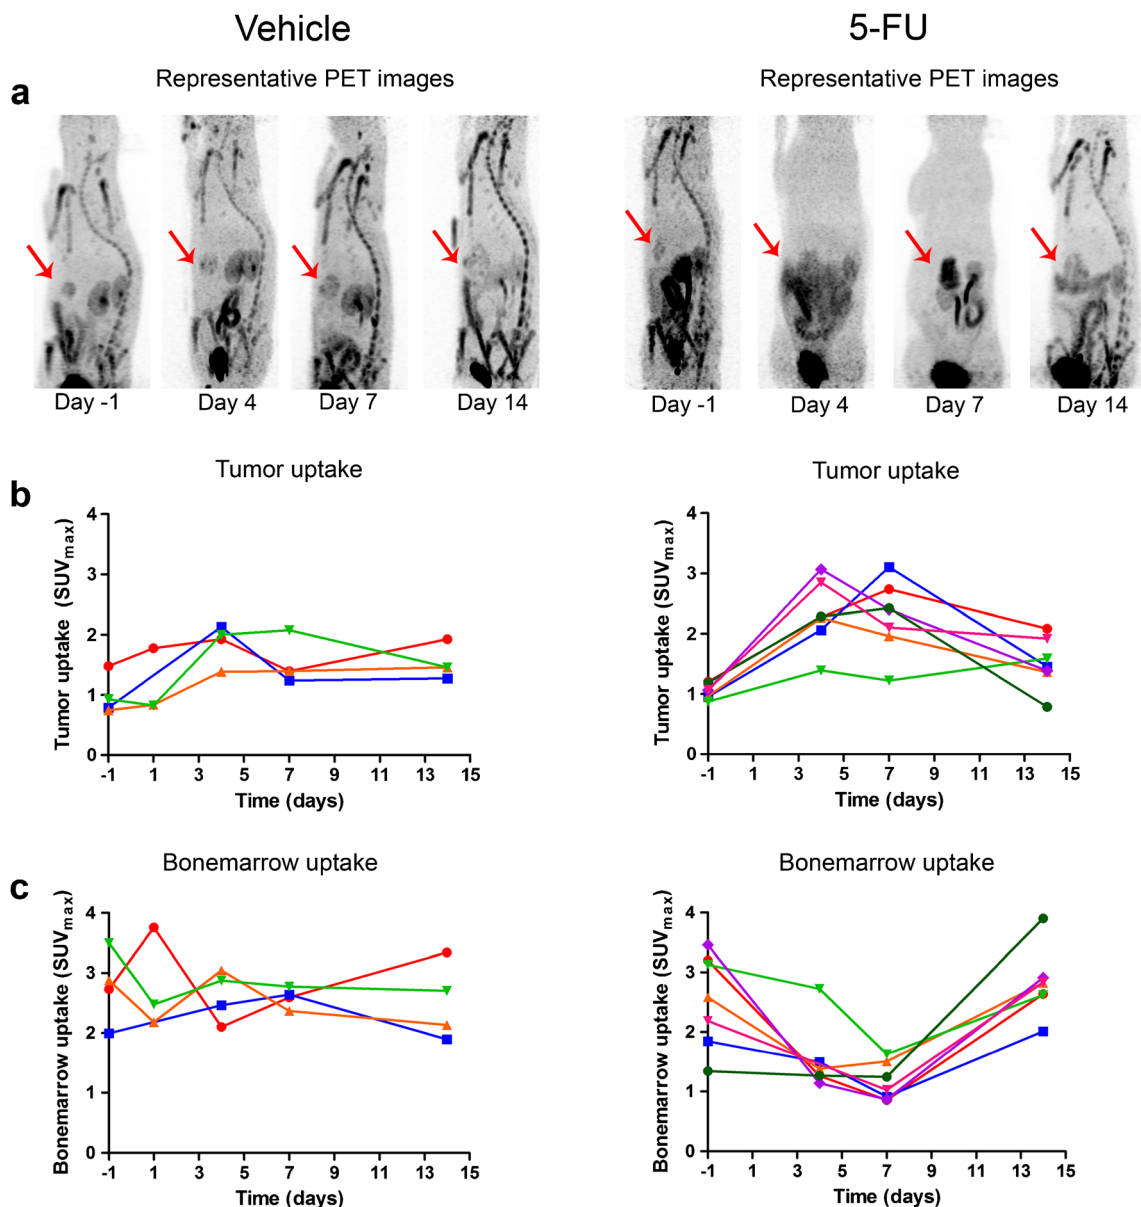 Vehicle
5-FU
Representative PET images
Representative PET images
a
Day -1
Day 4
Day 7
Day 14
Day -1
Day 4
Day 7
Day 14
b
Tumor uptake
Tumor uptake
Tumor uptake (SUVmax)
4
3
2
1
0
-1 1 3 5 7 9 11 13 15
Time (days)
Tumor uptake (SUVmax)
4
3
2
1
0
-1 1 3 5 7 9 11 13 15
Time (days)
c
Bonemarrow uptake
Bonemarrow uptake
Bonemarrow uptake (SUVmax)
4
3
2
1
0
-1 1 3 5 7 9 11 13 15
Time (days)
Bonemarrow uptake (SUVmax)
4
3
2
1
0
-1 1 3 5 7 9 11 13 15
Time (days)